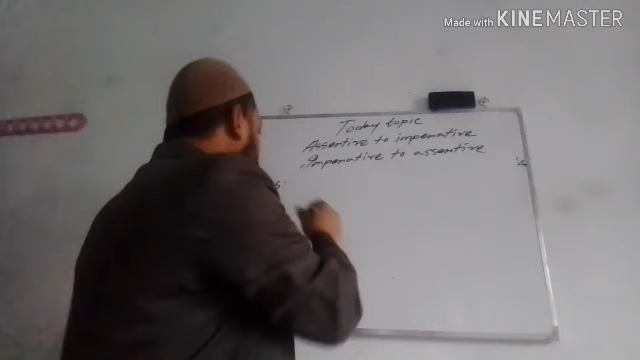 Made with KINEMASTER
Today topic
Assertive to imperative
Imperative to assertive